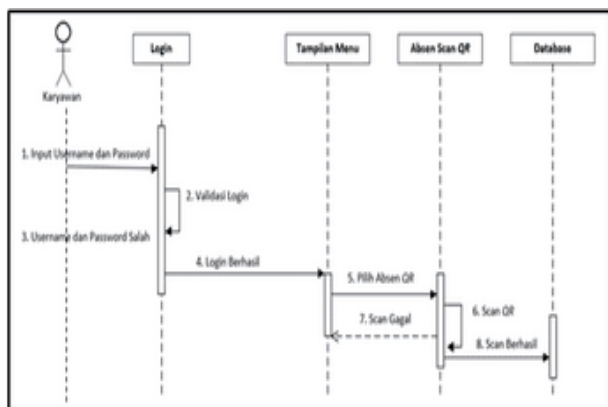 Login
Tampilan Menu
Absen Scan QR
Database
Karyawan
1. Input Username dan Password
2. Validasi Login
3. Username dan Password Salah
4. Login Berhasil
5. Pilih Absen QR
6. Scan QR
7. Scan Gagal
8. Scan Berhasil